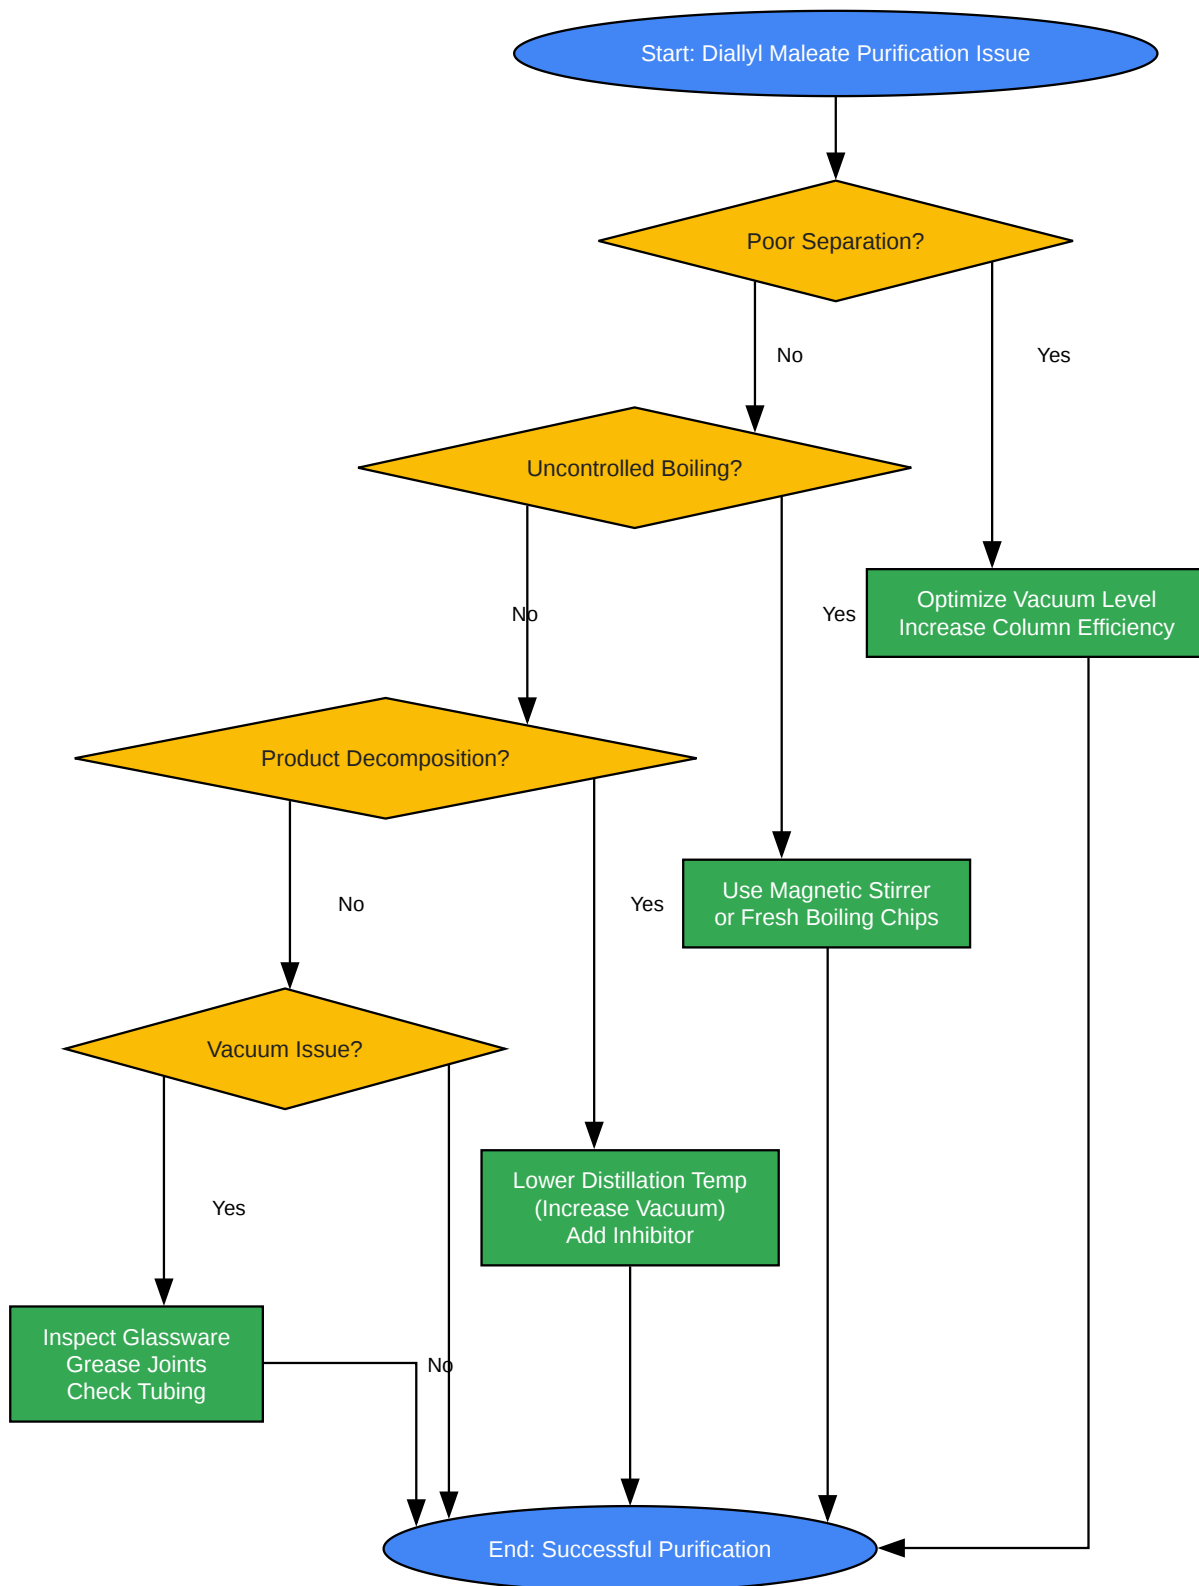 Start: Diallyl Maleate Purification Issue
Poor Separation?
No
Yes
Uncontrolled Boiling?
No
Yes
Optimize Vacuum Level
Increase Column Efficiency
Product Decomposition?
No
Yes
Use Magnetic Stirrer
or Fresh Boiling Chips
Vacuum Issue?
Yes
No
Lower Distillation Temp
(Increase Vacuum)
Add Inhibitor
Inspect Glassware
Grease Joints
Check Tubing
End: Successful Purification